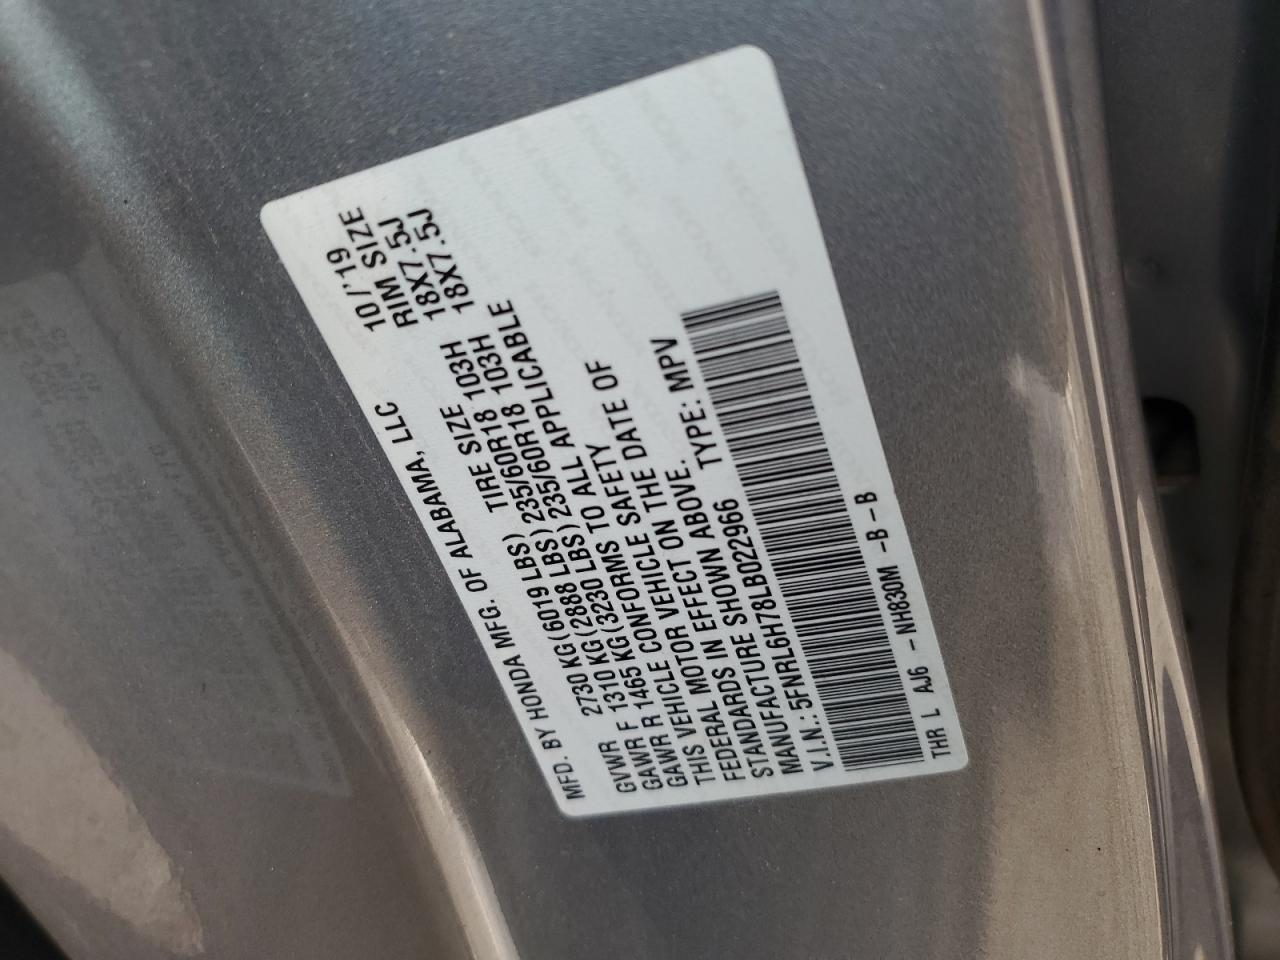 MFD. BY HONDA MFG. OF ALABAMA, LLC 10/'19
GVWR 2730 KG (6019 LBS) TIRE SIZE RIM SIZE
GAWR F 1310 KG (2888 LBS) 235/60R18 103H 18X7.5J
GAWR R 1465 KG (3230 LBS) 235/60R18 103H 18X7.5J
THIS VEHICLE CONFORMS TO ALL APPLICABLE
FEDERAL MOTOR VEHICLE SAFETY
STANDARDS IN EFFECT ON THE DATE OF
MANUFACTURE SHOWN ABOVE.
V.I.N.: 5FNRL6H78LB022966 TYPE: MPV
THR L AJ6 - NH830M -B-B